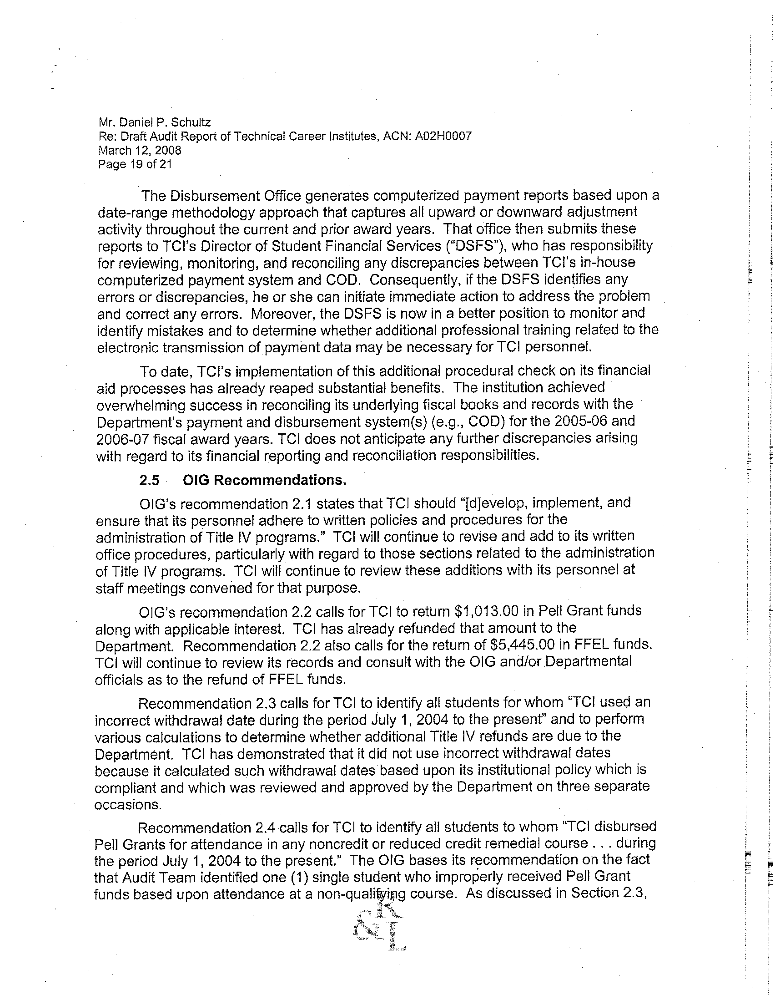 Mr. Daniel P. Schultz
Re: Draft Audit Report of Technical Career Institutes, ACN: A02H0007
March 12, 2008
Page 19 of 21
The Disbursement Office generates computerized payment reports based upon a
date-range methodology approach that captures all upward or downward adjustment
activity throughout the current and prior award years. That office then submits these
reports to TCI's Director of Student Financial Services ("DSFS"), who has responsibility
for reviewing, monitoring, and reconciling any discrepancies between TCI's in-house
computerized payment system and COD. Consequently, if the DSFS identifies any
errors or discrepancies, he or she can initiate immediate action to address the problem
and correct any errors. Moreover, the DSFS is now in a better position to monitor and
identify mistakes and to determine whether additional professional training related to the
electronic transmission of payment data may be necessary for TCI personnel.
To date, TCI's implementation of this additional procedural check on its financial
aid processes has already reaped substantial benefits. The institution achieved
overwhelming success in reconciling its underlying fiscal books and records with the
Department's payment and disbursement system(s) (e.g., COD) for the 2005-06 and
2006-07 fiscal award years. TCI does not anticipate any further discrepancies arising
with regard to its financial reporting and reconciliation responsibilities.
2.5 OIG Recommendations.
OIG's recommendation 2.1 states that TCI should "[d]evelop, implement, and
ensure that its personnel adhere to written policies and procedures for the
administration of Title IV programs." TCI will continue to revise and add to its written
office procedures, particularly with regard to those sections related to the administration
of Title IV programs. TCI will continue to review these additions with its personnel at
staff meetings convened for that purpose.
OIG's recommendation 2.2 calls for TCI to return $1,013.00 in Pell Grant funds
along with applicable interest. TCI has already refunded that amount to the
Department. Recommendation 2.2 also calls for the return of $5,445.00 in FFEL funds.
TCI will continue to review its records and consult with the OIG and/or Departmental
officials as to the refund of FFEL funds.
Recommendation 2.3 calls for TCI to identify all students for whom "TCI used an
incorrect withdrawal date during the period July 1, 2004 to the present" and to perform
various calculations to determine whether additional Title IV refunds are due to the
Department. TCI has demonstrated that it did not use incorrect withdrawal dates
because it calculated such withdrawal dates based upon its institutional policy which is
compliant and which was reviewed and approved by the Department on three separate
occasions.
Recommendation 2.4 calls for TCI to identify all students to whom "TCI disbursed
Pell Grants for attendance in any noncredit or reduced credit remedial course . . . during
the period July 1, 2004 to the present." The OIG bases its recommendation on the fact
that Audit Team identified one (1) single student who improperly received Pell Grant
funds based upon attendance at a non-qualifying course. As discussed in Section 2.3,
K
&L